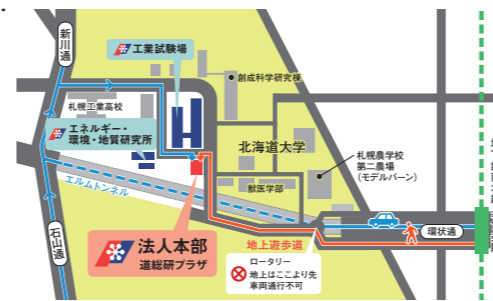 新川通
工業試験場
創成科学研究棟
札幌工業高校
エネルギー・
環境・地質研究所
北海道大学
札幌農学校
第二農場
(モデルバーン)
獣医学部
エルムトンネル
石山通
法人本部
道総研プラザ
地上遊歩道
環状通
ロータリー
地上はここより先
車両通行不可